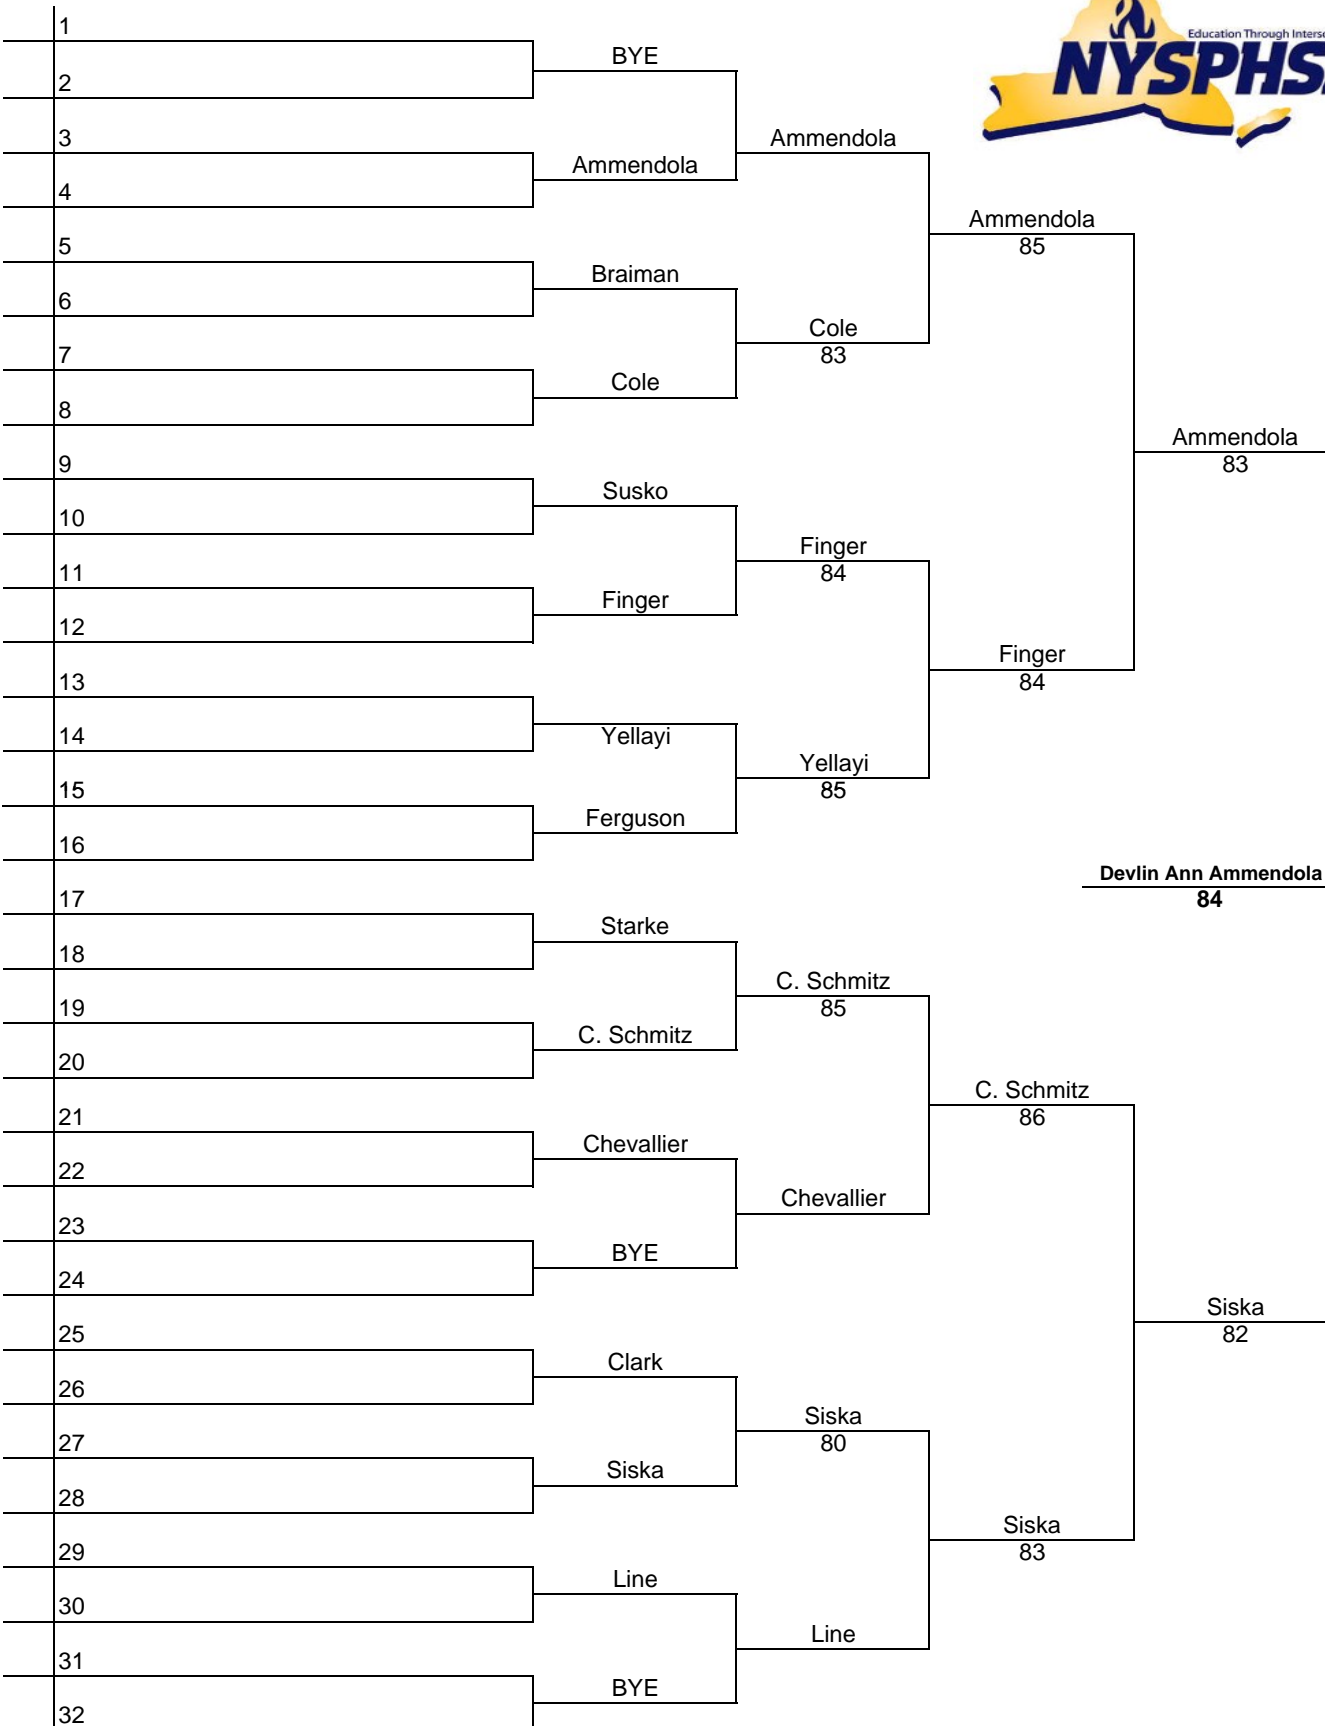 1
Education Through Interse
NYSPHS
BYE
2
3
Ammendola
Ammendola
4
Ammendola
85
5
Braiman
6
Cole
83
7
Cole
8
Ammendola
83
9
Susko
10
Finger
84
11
Finger
12
Finger
84
13
14
Yellayi
Yellayi
85
15
Ferguson
16
Devlin Ann Ammendola
84
17
Starke
18
C. Schmitz
85
19
C. Schmitz
20
C. Schmitz
86
21
Chevallier
22
Chevallier
23
BYE
24
Siska
82
25
Clark
26
Siska
80
27
Siska
28
Siska
83
29
Line
30
Line
31
BYE
32